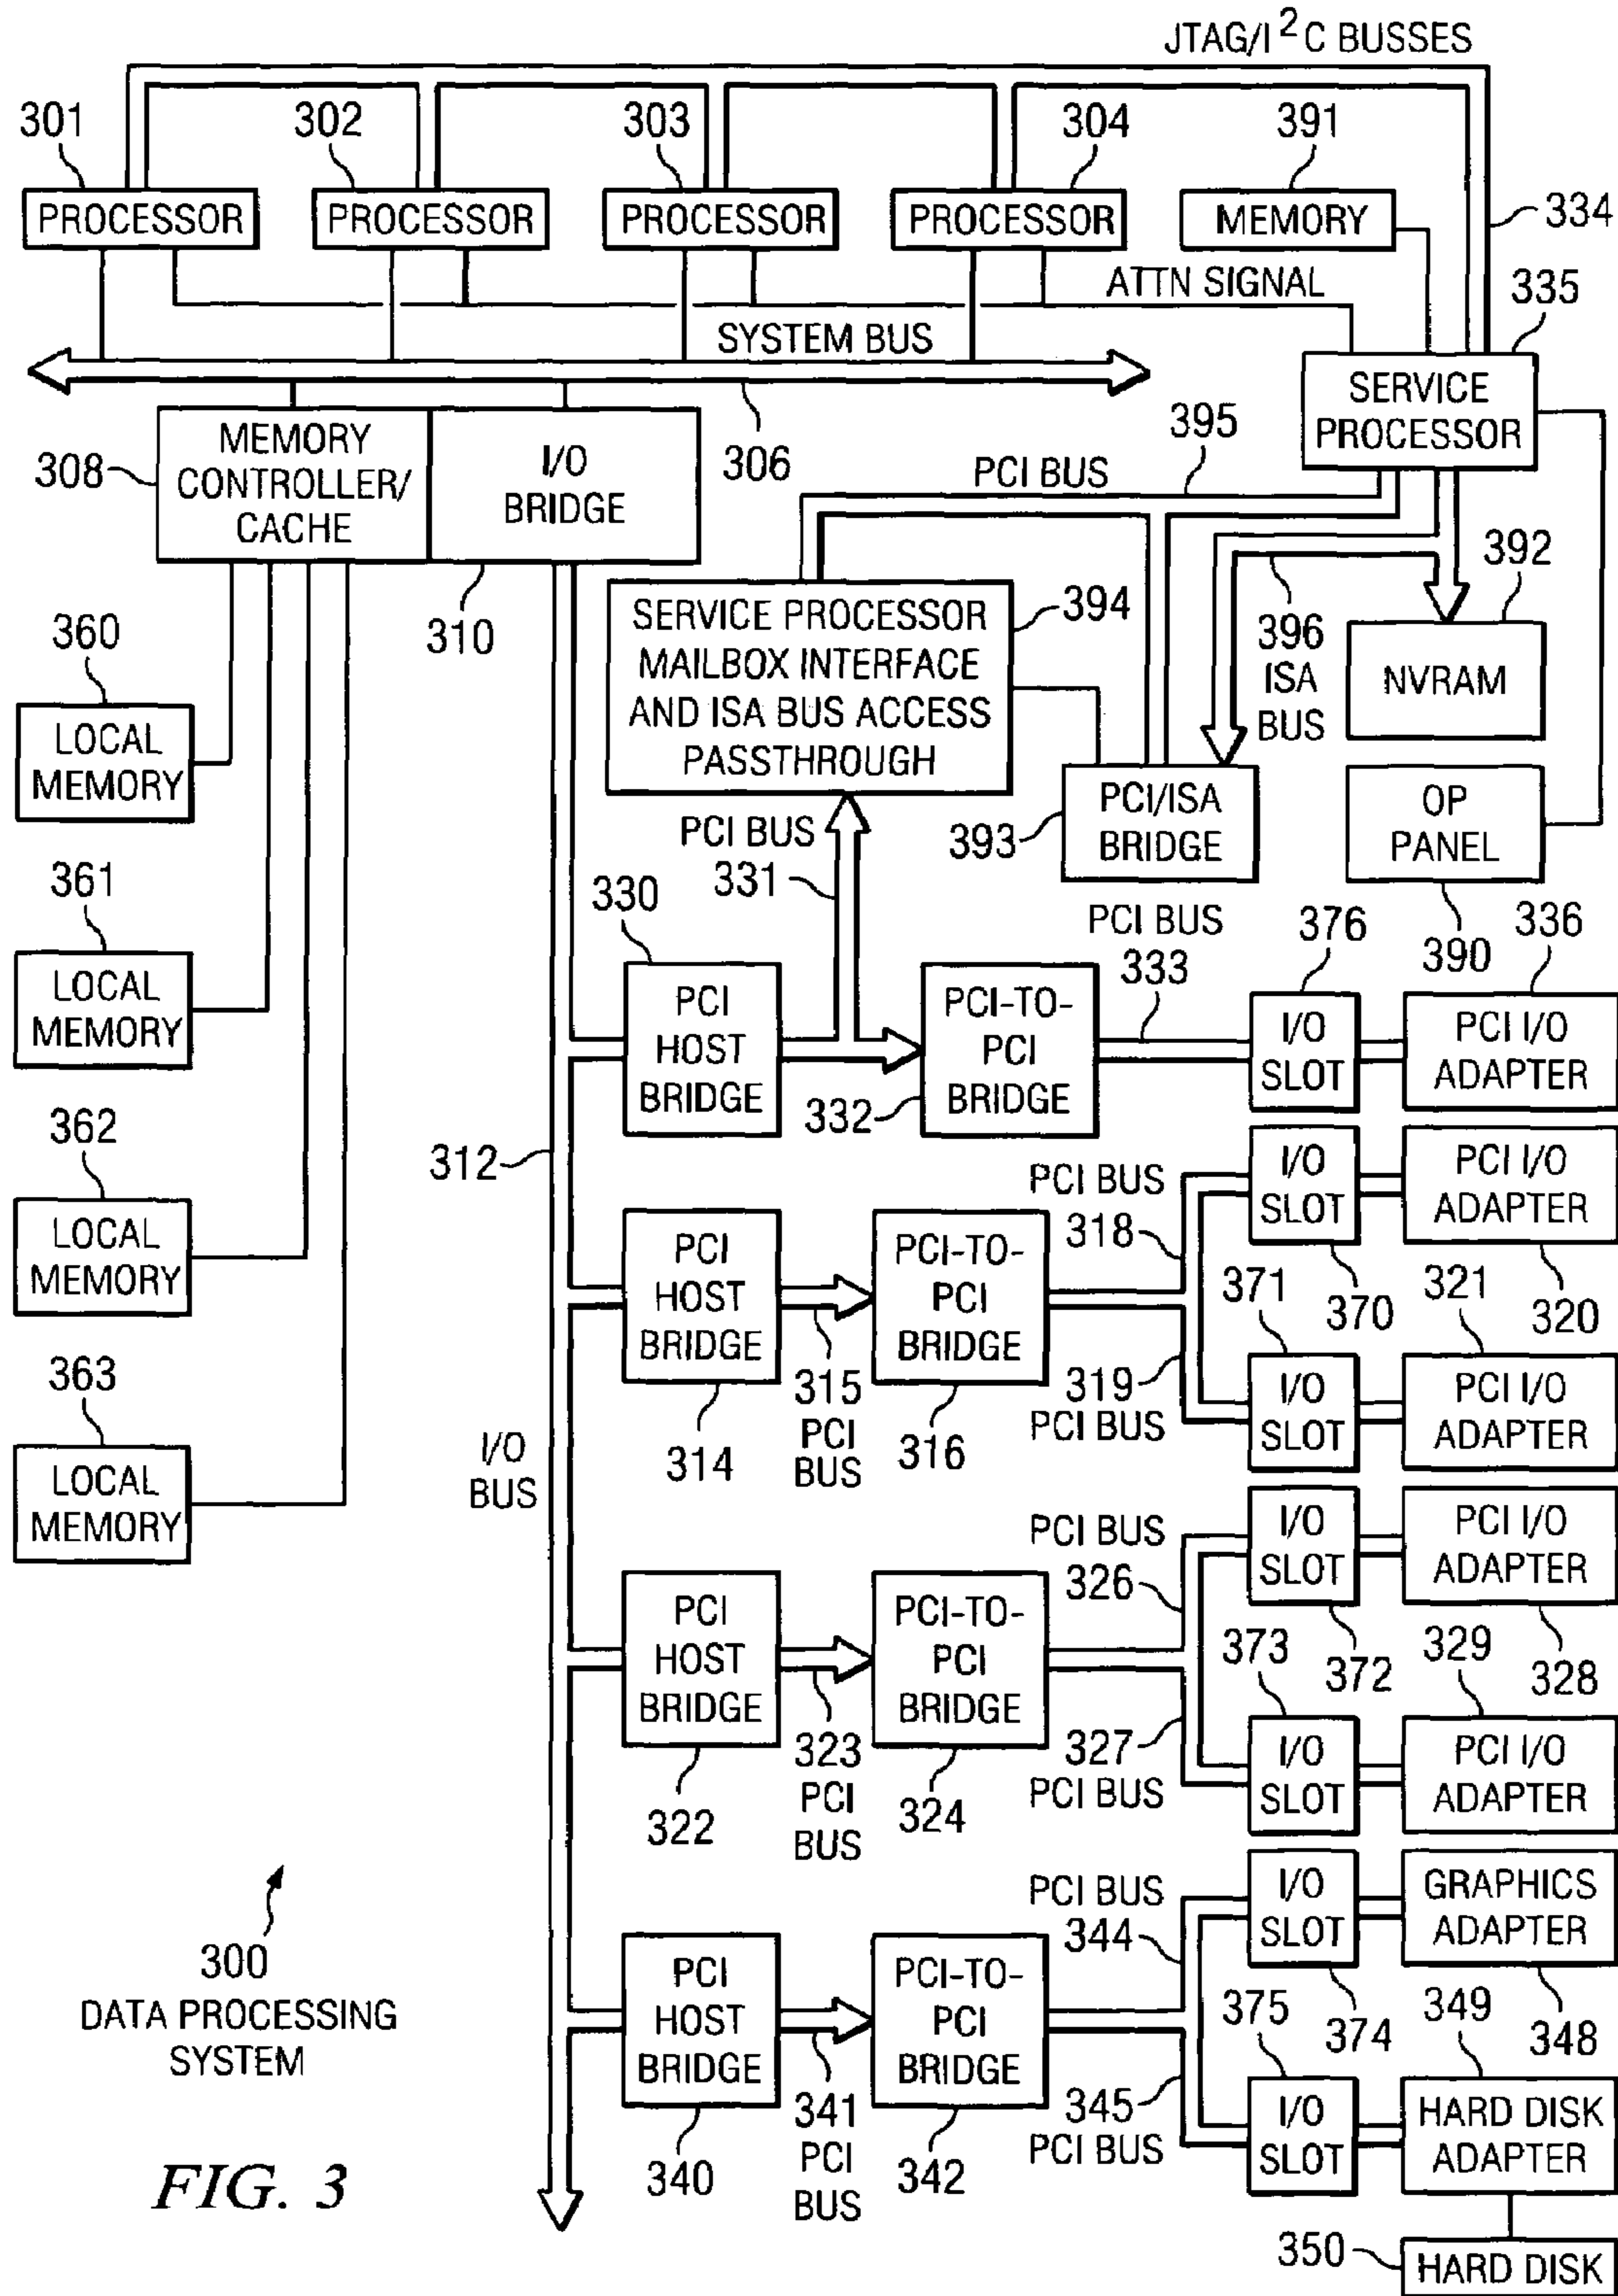 JTAG/I²C BUSSES
301
302
303
304
391
PROCESSOR
PROCESSOR
PROCESSOR
PROCESSOR
MEMORY
334
ATTN SIGNAL
335
SYSTEM BUS
SERVICE
PROCESSOR
308
MEMORY
CONTROLLER/
CACHE
I/O
BRIDGE
306
395
PCI BUS
310
392
394
SERVICE PROCESSOR
MAILBOX INTERFACE
AND ISA BUS ACCESS
PASSTHROUGH
396
ISA
BUS
NVRAM
360
LOCAL
MEMORY
PCI BUS
331
393
PCI/ISA
BRIDGE
OP
PANEL
390
361
LOCAL
MEMORY
330
PCI
HOST
BRIDGE
332
PCI-TO-
PCI
BRIDGE
PCI BUS
333
376
I/O
SLOT
336
PCI I/O
ADAPTER
362
LOCAL
MEMORY
312
PCI
HOST
BRIDGE
314
315
PCI
BUS
PCI-TO-
PCI
BRIDGE
316
PCI BUS
318
I/O
SLOT
370
PCI I/O
ADAPTER
320
319
PCI BUS
371
I/O
SLOT
321
PCI I/O
ADAPTER
363
LOCAL
MEMORY
I/O
BUS
PCI
HOST
BRIDGE
322
323
PCI
BUS
PCI-TO-
PCI
BRIDGE
324
PCI BUS
326
I/O
SLOT
372
PCI I/O
ADAPTER
328
327
PCI BUS
373
I/O
SLOT
329
PCI I/O
ADAPTER
300
DATA PROCESSING
SYSTEM
PCI
HOST
BRIDGE
340
341
PCI
BUS
PCI-TO-
PCI
BRIDGE
342
PCI BUS
344
I/O
SLOT
374
GRAPHICS
ADAPTER
348
345
PCI BUS
375
I/O
SLOT
349
HARD DISK
ADAPTER
350
HARD DISK
FIG. 3